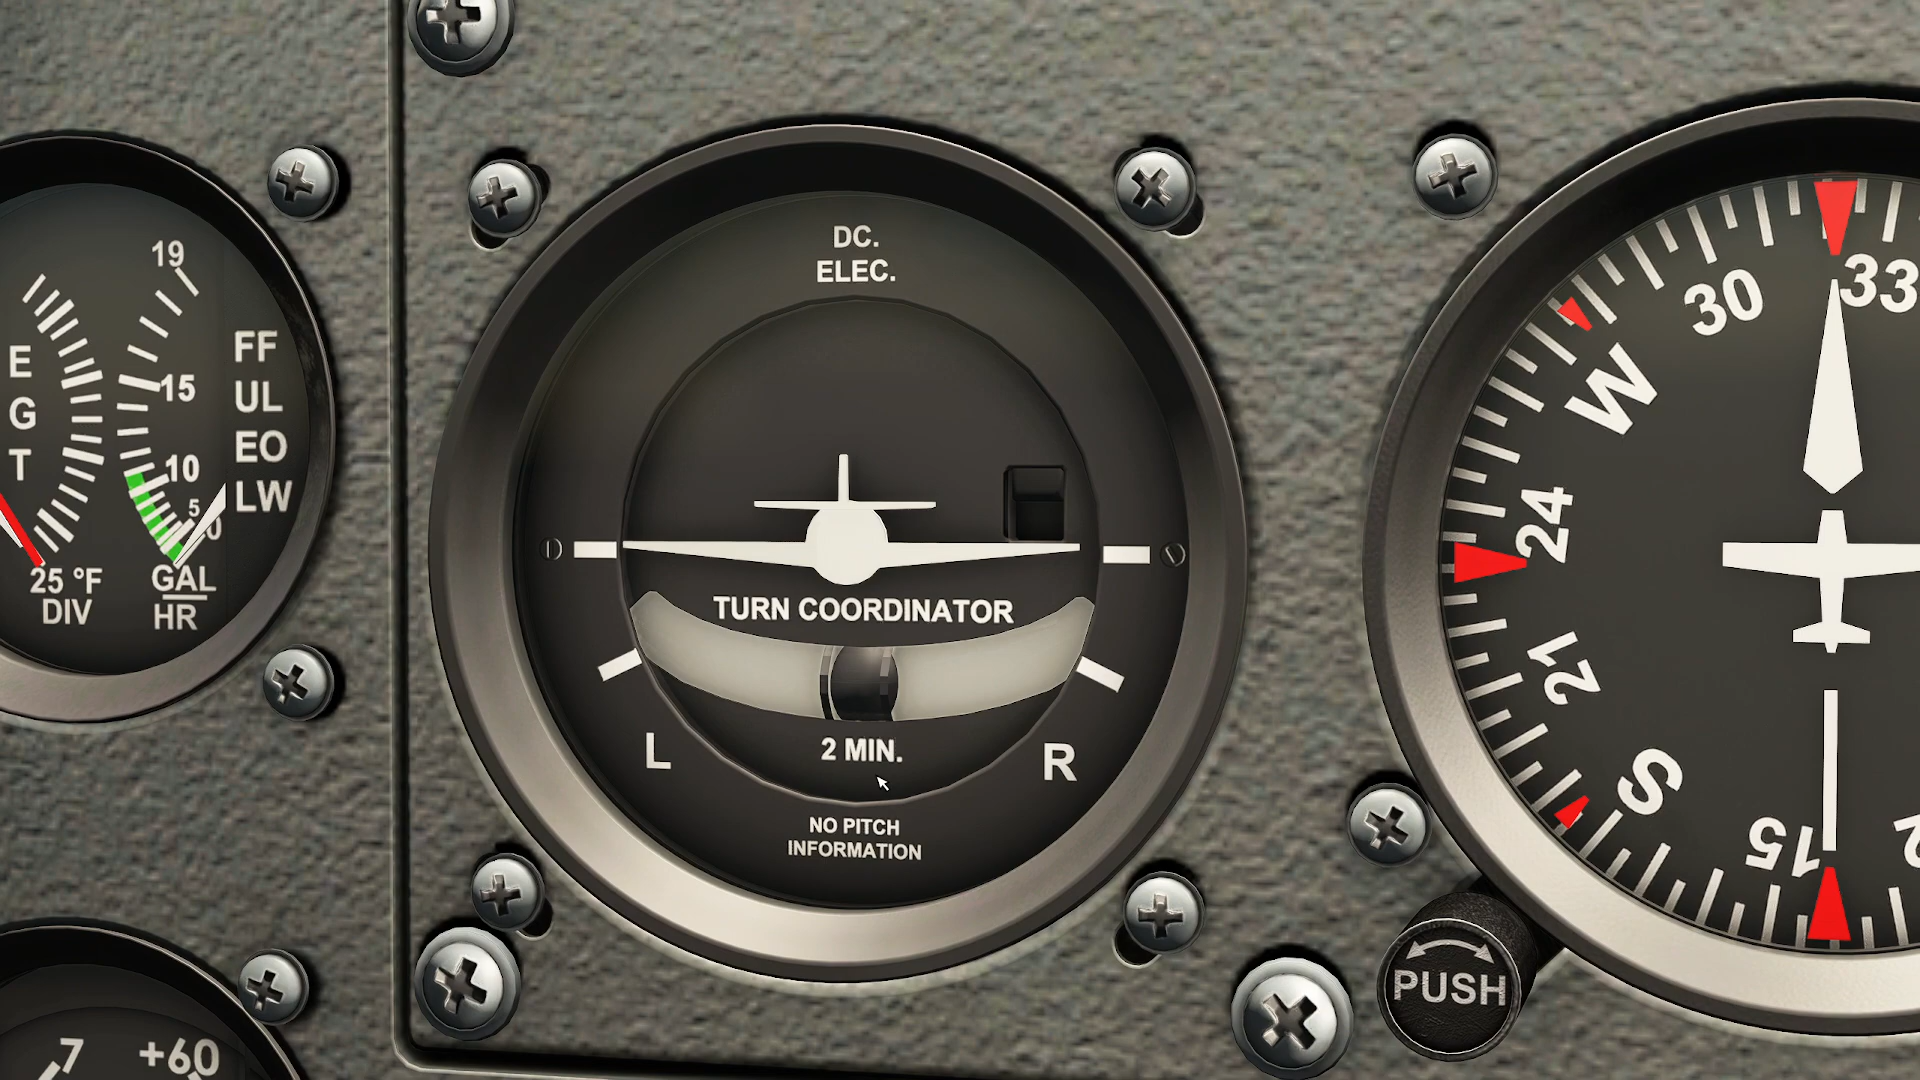 19
15
10
5
0
E
G
T
FF
UL
EO
LW
25 °F
DIV
GAL
HR
7
+60
DC.
ELEC.
TURN COORDINATOR
L
2 MIN.
R
NO PITCH
INFORMATION
33
30
W
24
21
S
15
PUSH